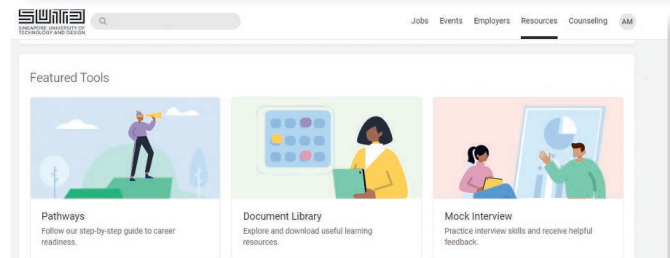 SUTD
SINGAPORE UNIVERSITY OF
TECHNOLOGY AND DESIGN
Jobs Events Employers Resources Counseling AM
Featured Tools
Pathways
Follow our step-by-step guide to career
readiness.
Document Library
Explore and download useful learning
resources.
Mock Interview
Practice interview skills and receive helpful
feedback.